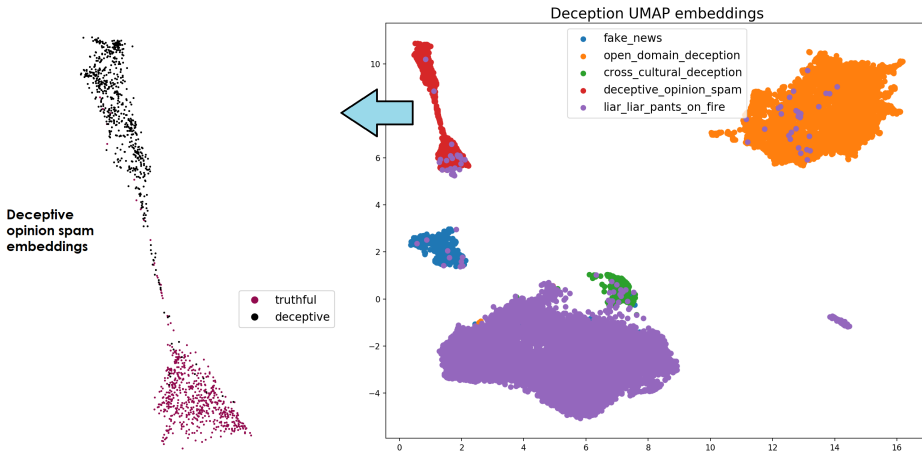 Deceptive
opinion spam
embeddings
truthful
deceptive
Deception UMAP embeddings
fake_news
open_domain_deception
cross_cultural_deception
deceptive_opinion_spam
liar_liar_pants_on_fire
10
8
6
4
2
0
−2
−4
0 2 4 6 8 10 12 14 16